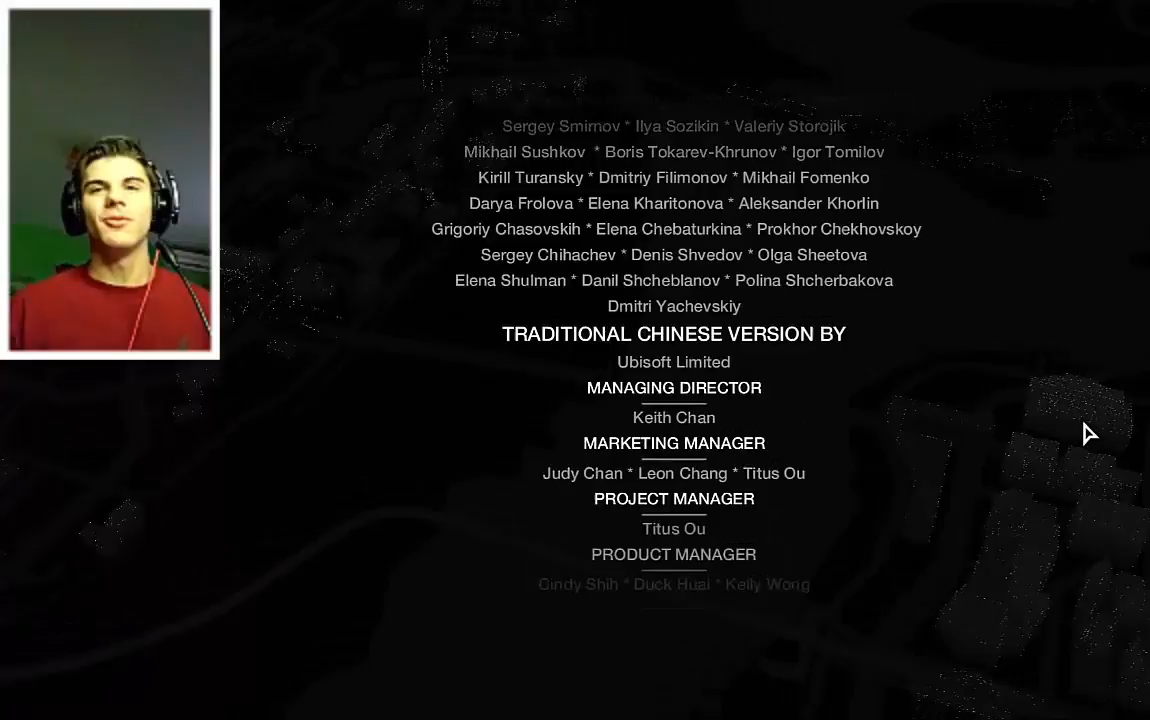 Sergey Smirnov * Ilya Sozikin * Valeriy Storojik
Mikhail Sushkov * Boris Tokarev-Khrunov * Igor Tomilov
Kirill Turansky * Dmitriy Filimonov * Mikhail Fomenko
Darya Frolova * Elena Kharitonova * Aleksander Khorlin
Grigoriy Chasovskih * Elena Chebaturkina * Prokhor Chekhovskoy
Sergey Chihachev * Denis Shvedov * Olga Sheetova
Elena Shulman * Danil Shcheblanov * Polina Shcherbakova
Dmitri Yachevskiy
TRADITIONAL CHINESE VERSION BY
Ubisoft Limited
MANAGING DIRECTOR
Keith Chan
MARKETING MANAGER
Judy Chan * Leon Chang * Titus Ou
PROJECT MANAGER
Titus Ou
PRODUCT MANAGER
Cindy Shih * Duck Huai * Kelly Wong